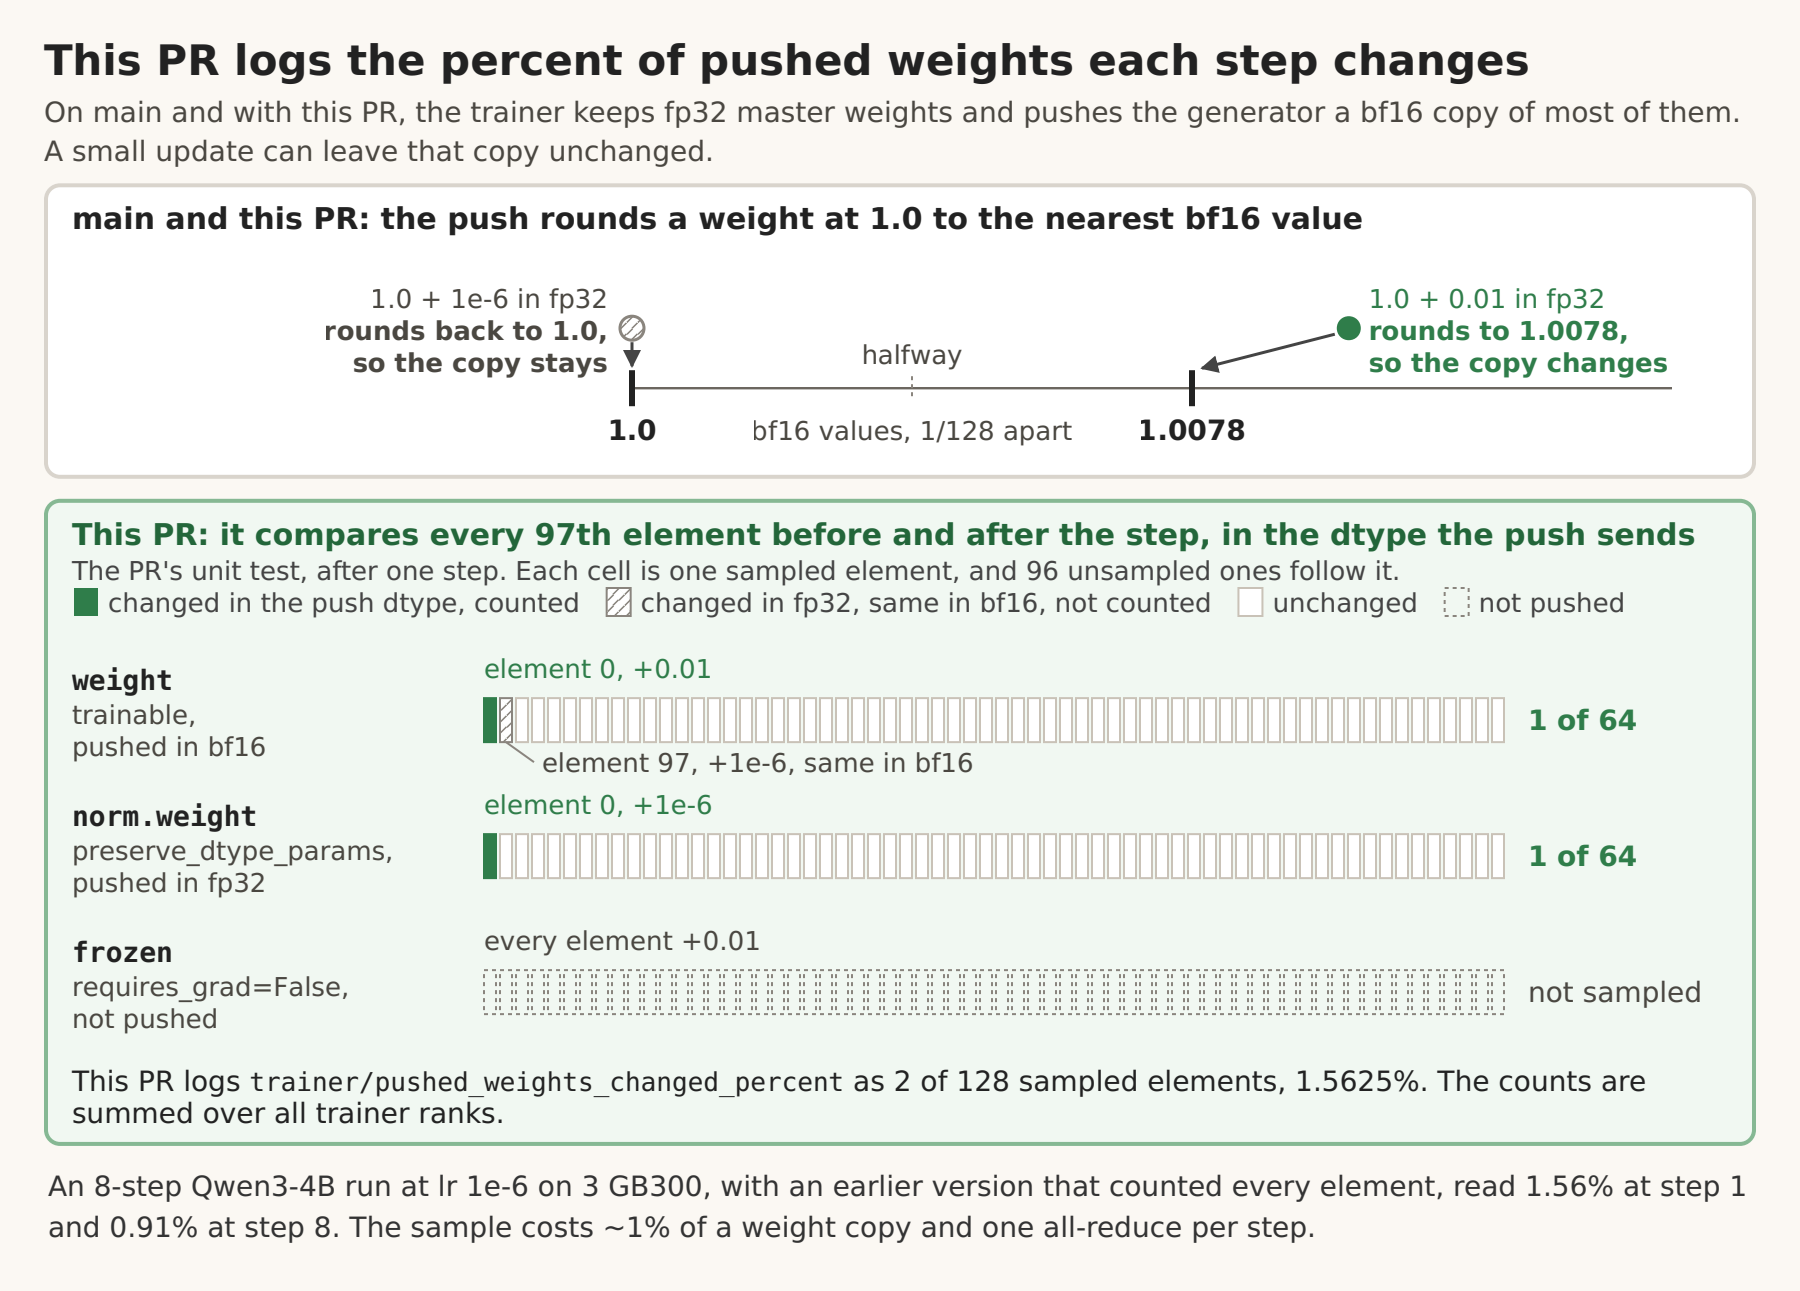 This PR logs the percent of pushed weights each step changes
On main and with this PR, the trainer keeps fp32 master weights and pushes the generator a bf16 copy of most of them.
A small update can leave that copy unchanged.
main and this PR: the push rounds a weight at 1.0 to the nearest bf16 value
1.0 + 1e-6 in fp32
rounds back to 1.0,
so the copy stays
halfway
1.0 + 0.01 in fp32
rounds to 1.0078,
so the copy changes
1.0
bf16 values, 1/128 apart
1.0078
This PR: it compares every 97th element before and after the step, in the dtype the push sends
The PR's unit test, after one step. Each cell is one sampled element, and 96 unsampled ones follow it.
changed in the push dtype, counted
changed in fp32, same in bf16, not counted
unchanged
not pushed
weight
trainable,
pushed in bf16
element 0, +0.01
1 of 64
element 97, +1e-6, same in bf16
norm.weight
preserve_dtype_params,
pushed in fp32
element 0, +1e-6
1 of 64
frozen
requires_grad=False,
not pushed
every element +0.01
not sampled
This PR logs trainer/pushed_weights_changed_percent as 2 of 128 sampled elements, 1.5625%. The counts are
summed over all trainer ranks.
An 8-step Qwen3-4B run at lr 1e-6 on 3 GB300, with an earlier version that counted every element, read 1.56% at step 1
and 0.91% at step 8. The sample costs ~1% of a weight copy and one all-reduce per step.